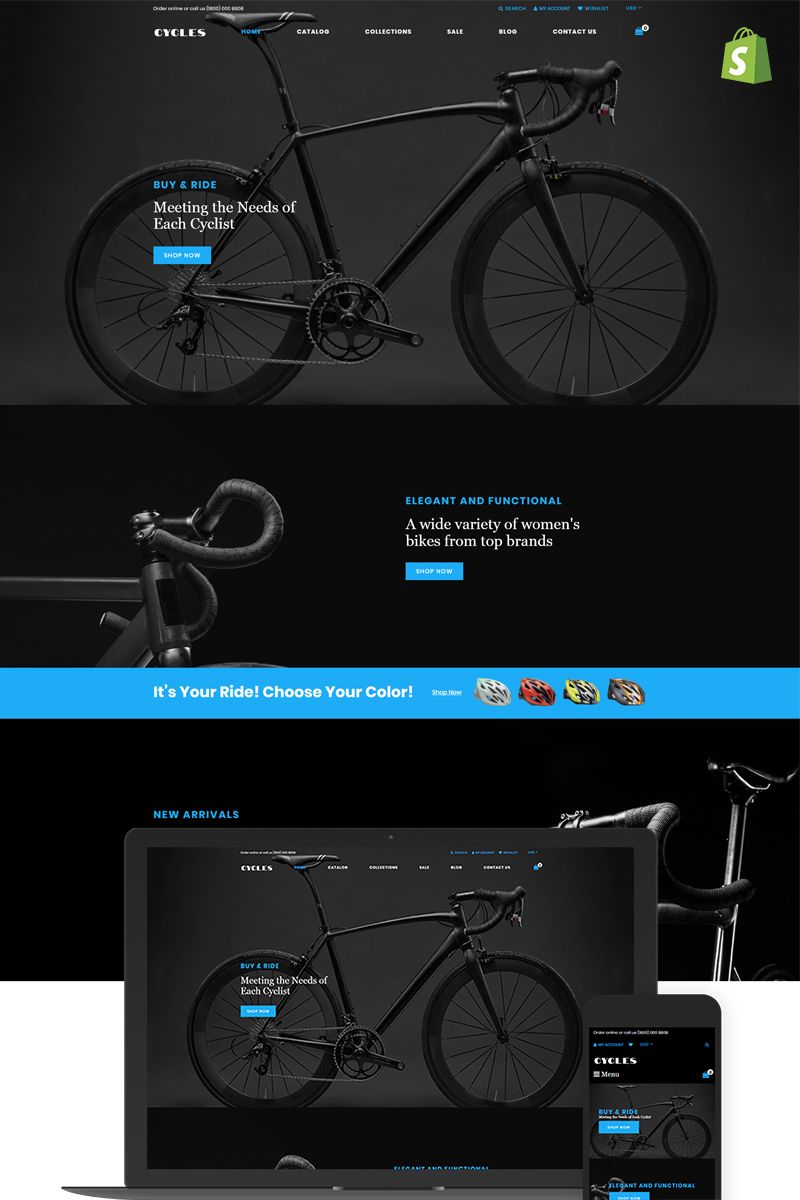 Order online or call us (1800) 000 8808
SEARCH MY ACCOUNT WISHLIST USD
CYCLES HOME CATALOG COLLECTIONS SALE BLOG CONTACT US 0
S
BUY & RIDE
Meeting the Needs of
Each Cyclist
SHOP NOW
ELEGANT AND FUNCTIONAL
A wide variety of women's
bikes from top brands
SHOP NOW
It's Your Ride! Choose Your Color! Shop Now
NEW ARRIVALS
Order online or call us (1800) 000 8808
SEARCH MY ACCOUNT WISHLIST USD
CYCLES HOME CATALOG COLLECTIONS SALE BLOG CONTACT US 0
BUY & RIDE
Meeting the Needs of
Each Cyclist
SHOP NOW
ELEGANT AND FUNCTIONAL
Order online or call us (1800) 000 8808
MY ACCOUNT USD
CYCLES
Menu 0
BUY & RIDE
Meeting the Needs of Each Cyclist
SHOP NOW
ELEGANT AND FUNCTIONAL
SHOP NOW